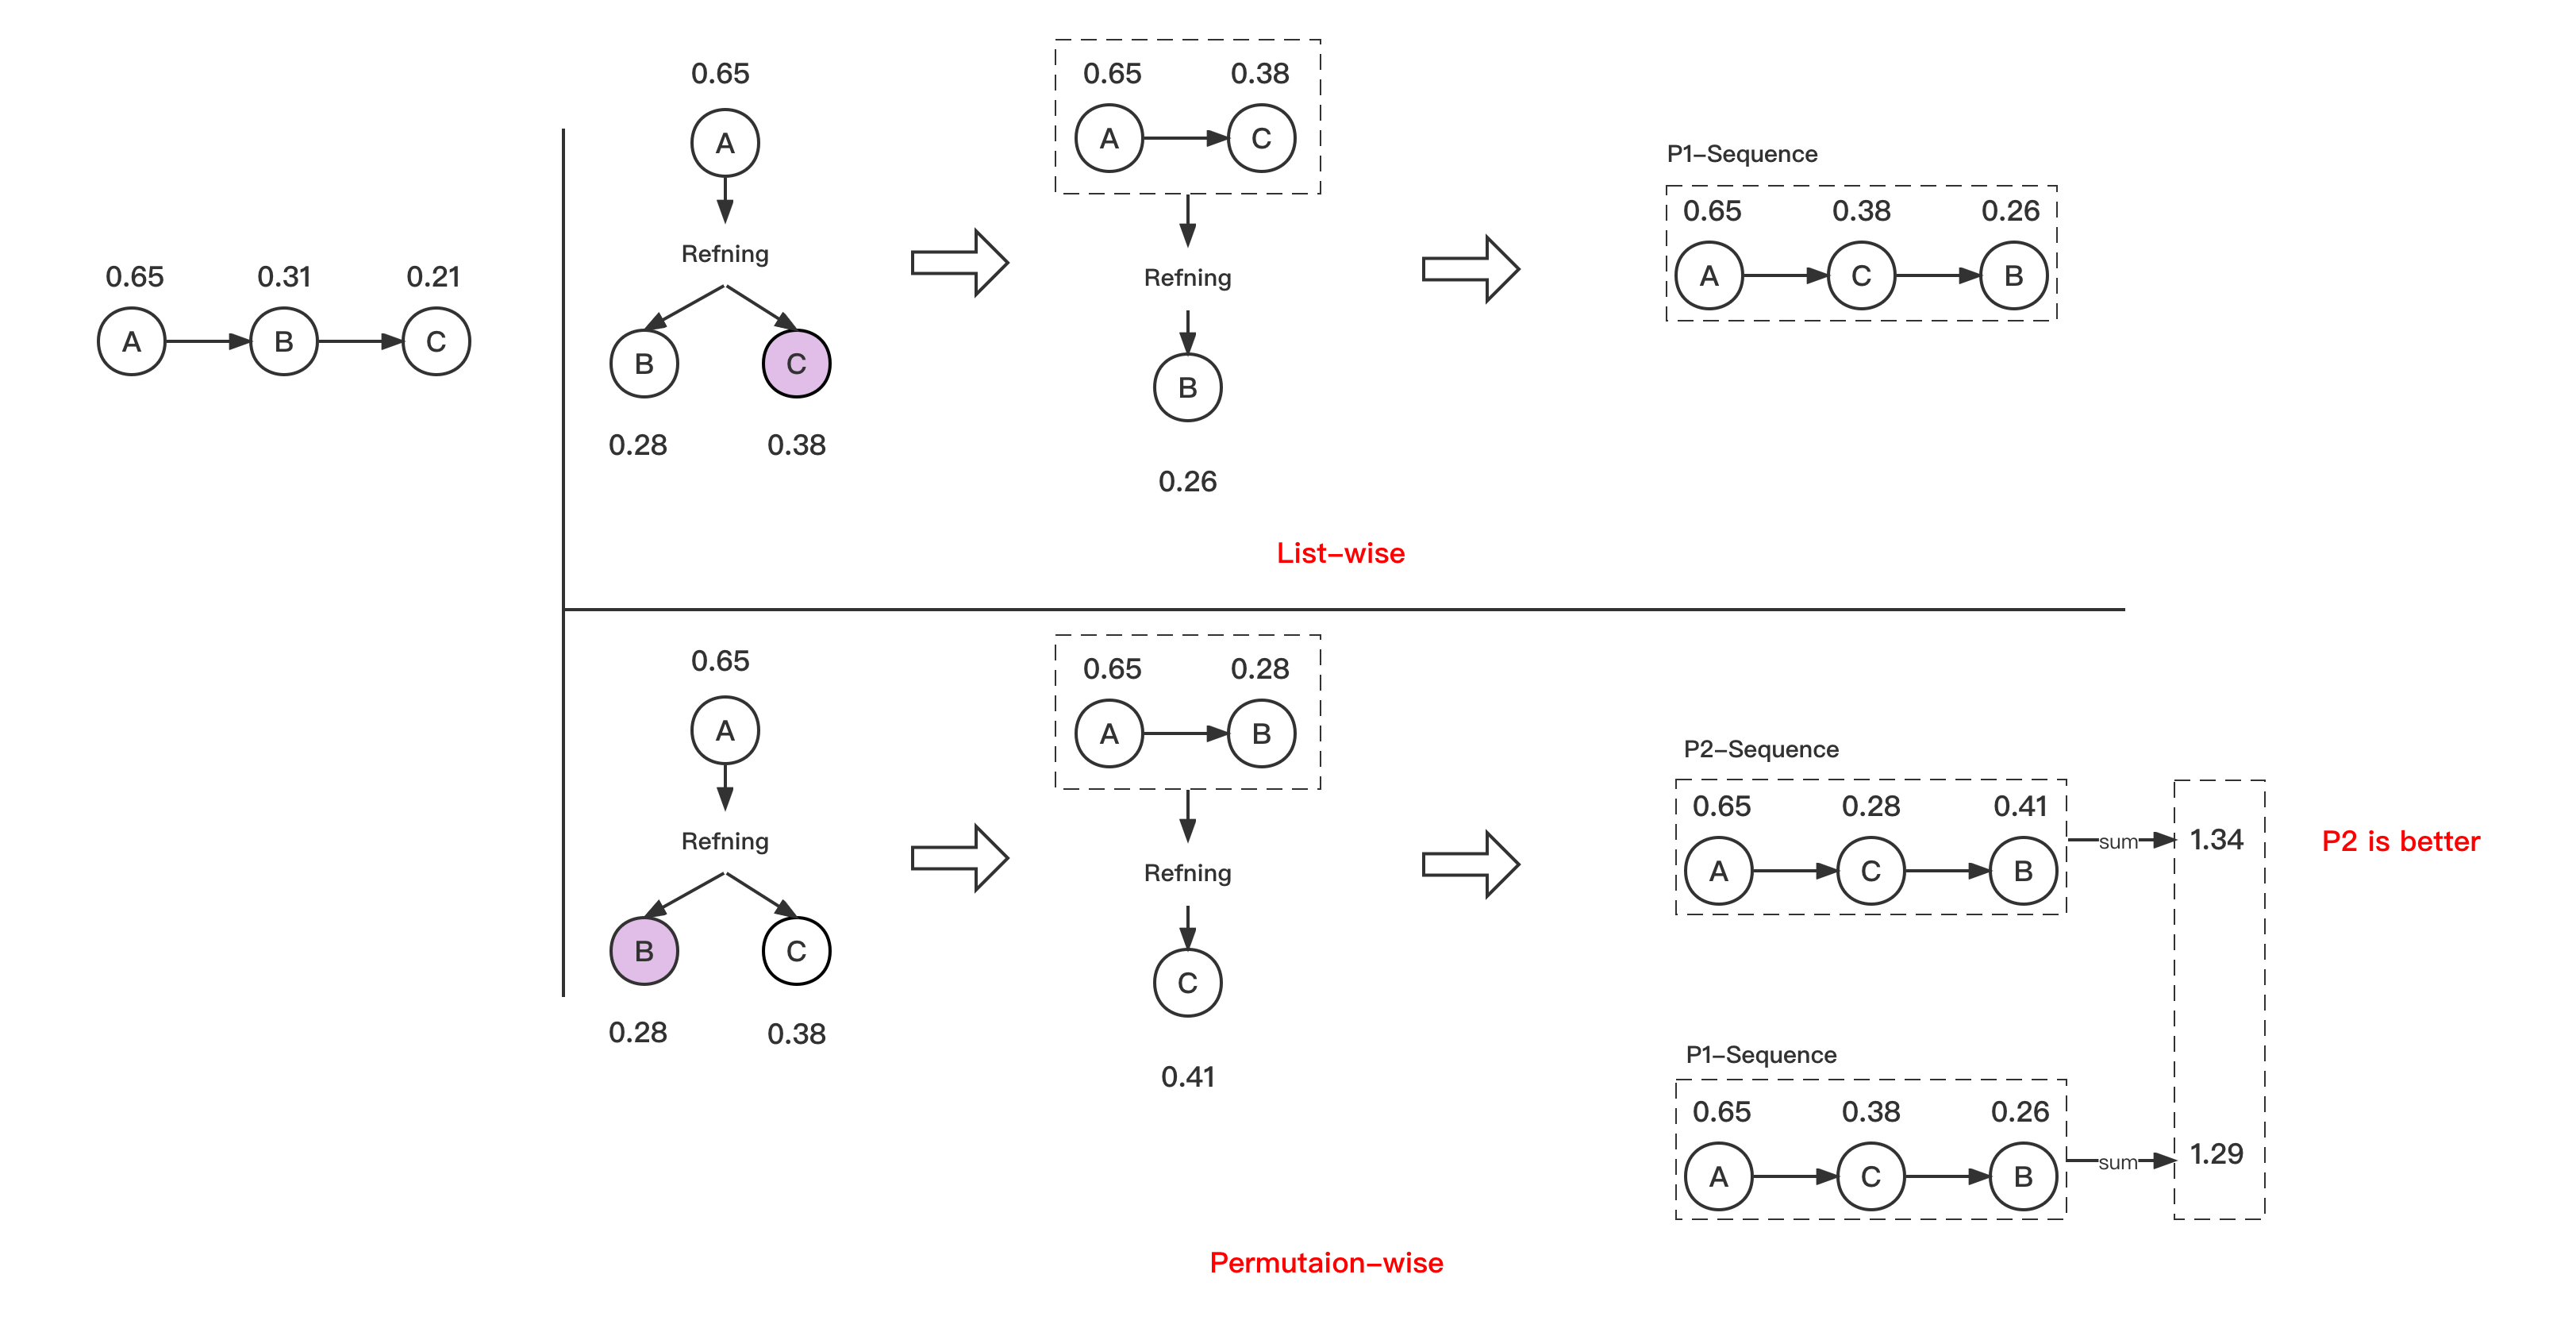 0.65 0.31 0.21
A B C
0.65
A
Refning
B C
0.28 0.38
0.65 0.38
A C
Refning
B
0.26
P1-Sequence
0.65 0.38 0.26
A C B
List-wise
0.65
A
Refning
B C
0.28 0.38
0.65 0.28
A B
Refning
C
0.41
P2-Sequence
0.65 0.28 0.41
A C B
sum 1.34
P2 is better
P1-Sequence
0.65 0.38 0.26
A C B
sum 1.29
Permutaion-wise